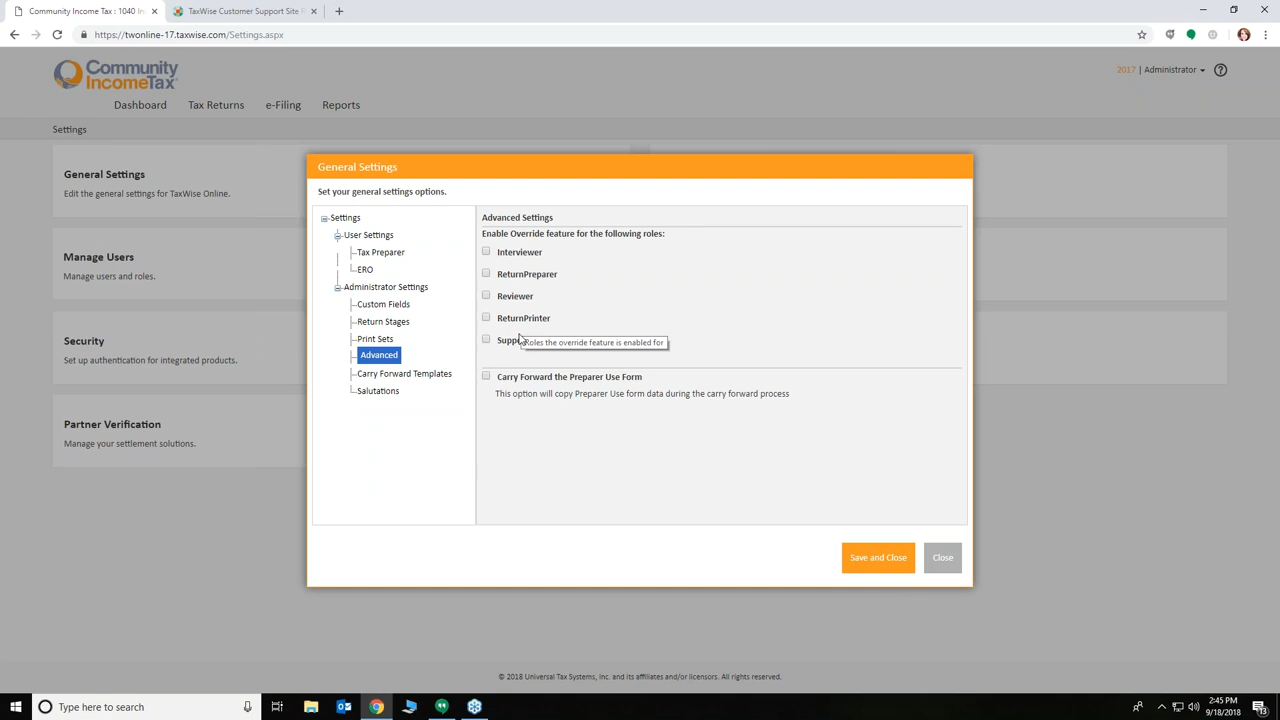 Community Income Tax : 1040 In
TaxWise Customer Support Site P
https://twonline-17.taxwise.com/Settings.aspx
Community
IncomeTax
2017 | Administrator
Dashboard Tax Returns e-Filing Reports
Settings
General Settings
Edit the general settings for TaxWise Online.
Manage Users
Manage users and roles.
Security
Set up authentication for integrated products.
Partner Verification
Manage your settlement solutions.
General Settings
Set your general settings options.
Settings
User Settings
Tax Preparer
ERO
Administrator Settings
Custom Fields
Return Stages
Print Sets
Advanced
Carry Forward Templates
Salutations
Advanced Settings
Enable Override feature for the following roles:
Interviewer
ReturnPreparer
Reviewer
ReturnPrinter
Roles the override feature is enabled for
Carry Forward the Preparer Use Form
This option will copy Preparer Use form data during the carry forward process
Save and Close Close
© 2018 Universal Tax Systems, Inc. and its affiliates and/or licensors. All rights reserved.
Type here to search
2:45 PM
9/18/2018